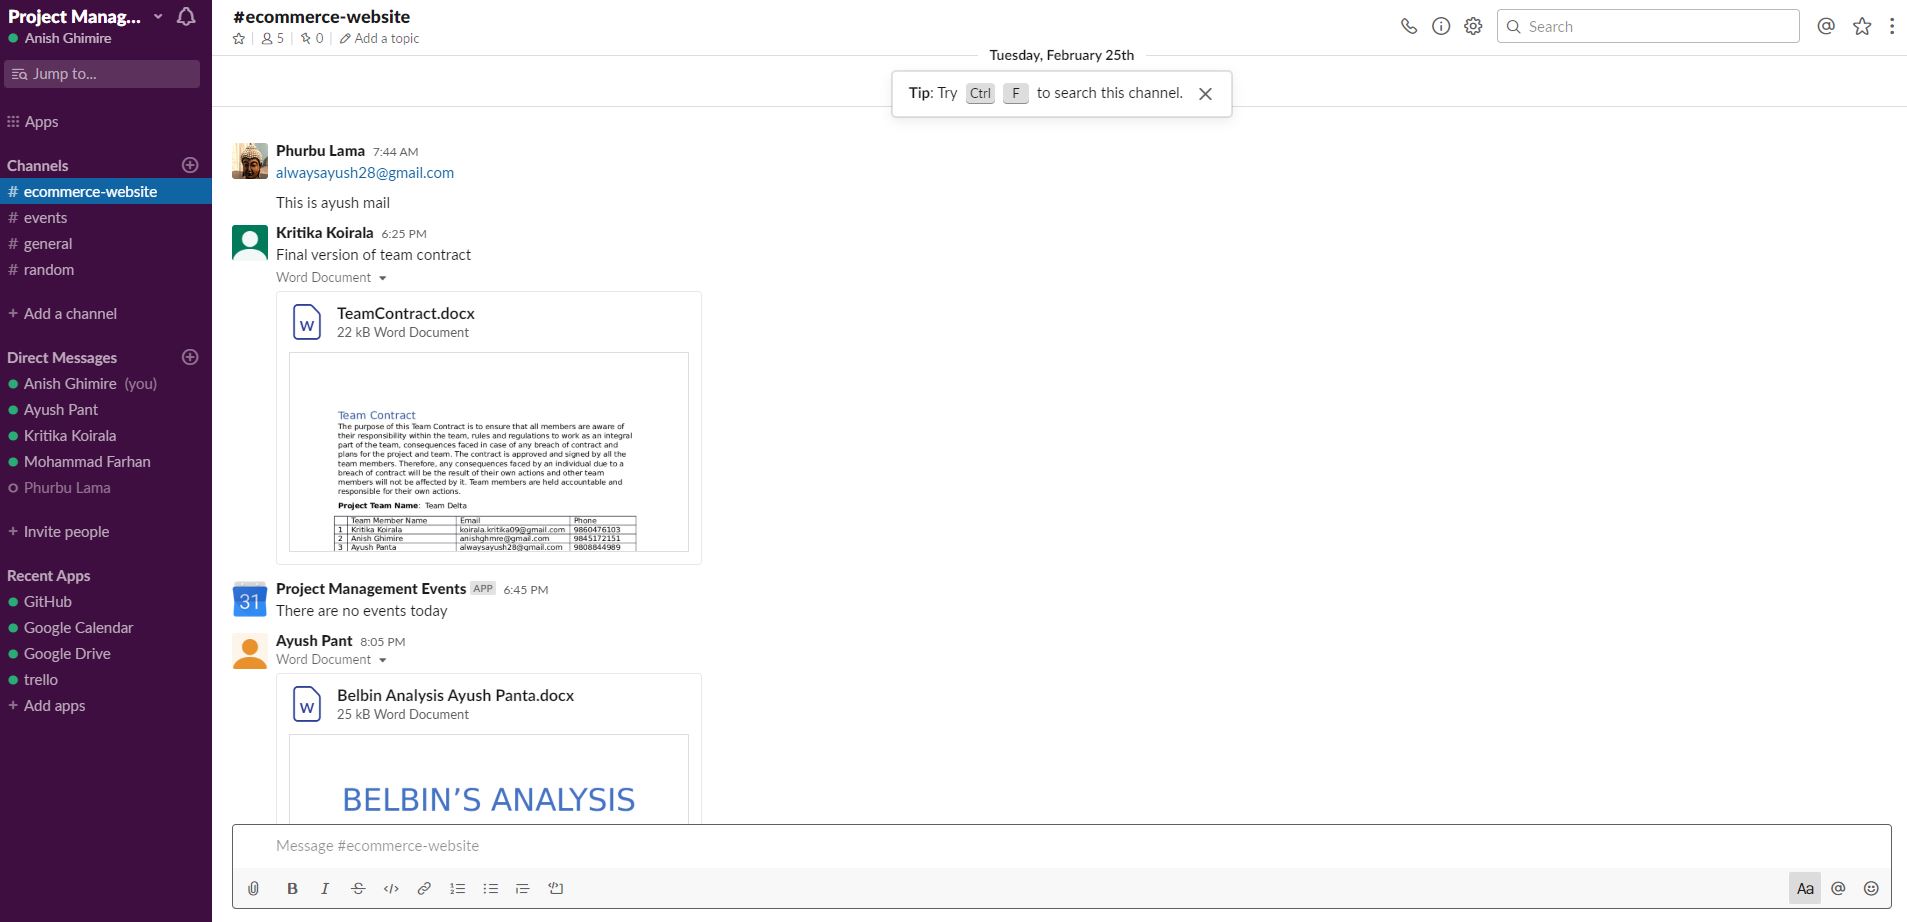 Project Manag...
Anish Ghimire
Jump to...
Apps
Channels
# ecommerce-website
# events
# general
# random
+ Add a channel
Direct Messages
Anish Ghimire (you)
Ayush Pant
Kritika Koirala
Mohammad Farhan
Phurbu Lama
+ Invite people
Recent Apps
GitHub
Google Calendar
Google Drive
trello
+ Add apps
#ecommerce-website
5 | 0 | Add a topic
Search
Tuesday, February 25th
Tip: Try Ctrl F to search this channel.
Phurbu Lama 7:44 AM
alwaysayush28@gmail.com
This is ayush mail
Kritika Koirala 6:25 PM
Final version of team contract
Word Document
TeamContract.docx
22 kB Word Document
Team Contract
The purpose of this Team Contract is to ensure that all members are aware of
their responsibility within the team, rules and regulations to work as an integral
part of the team, consequences faced in case of any breach of contract and
plans for the project and team. The contract is approved and signed by all the
team members. Therefore, any consequences faced by an individual due to a
breach of contract will be the result of their own actions and other team
members will not be affected by it. Team members are held accountable and
responsible for their own actions.
Project Team Name: Team Delta
Team Member Name Email Phone
1 Kritika Koirala koirala.kritika09@gmail.com 9860476103
2 Anish Ghimire anishghmre@gmail.com 9845172151
3 Ayush Panta alwaysayush28@gmail.com 9808844989
31
Project Management Events APP 6:45 PM
There are no events today
Ayush Pant 8:05 PM
Word Document
Belbin Analysis Ayush Panta.docx
25 kB Word Document
BELBIN’S ANALYSIS
Message #ecommerce-website
B I S </> Aa @